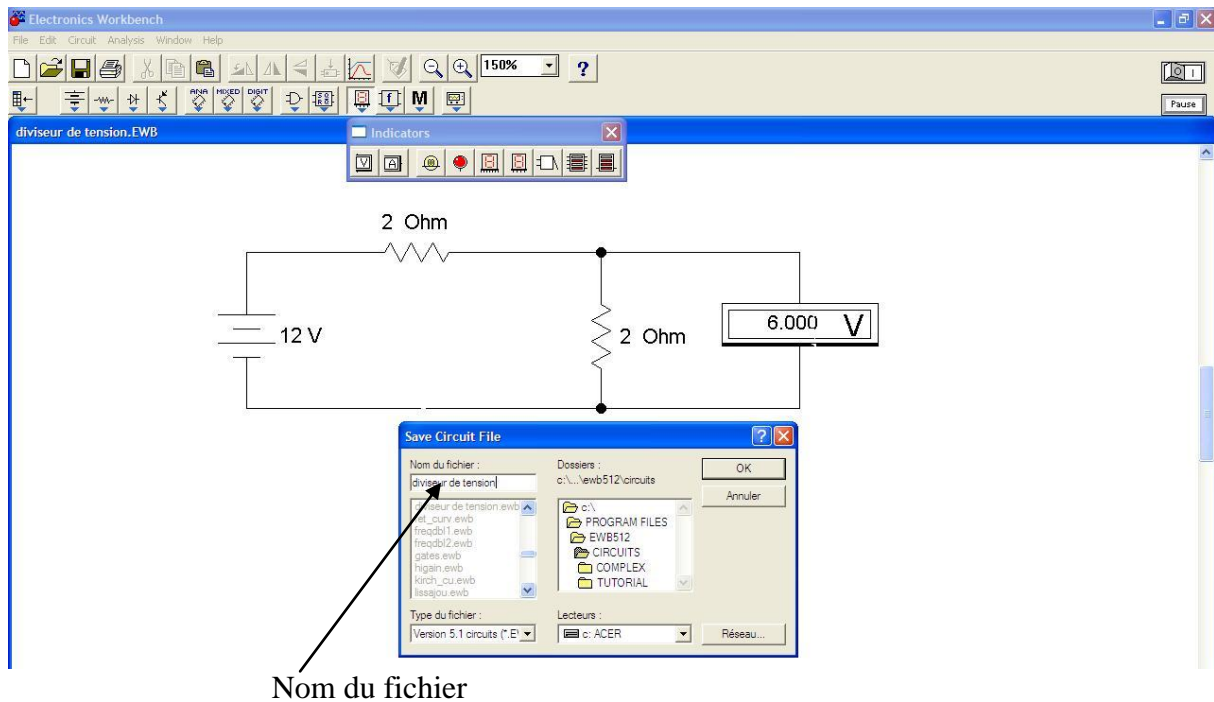 Electronics Workbench
File Edit Circuit Analysis Window Help
150% ?
ANA MIXED DIGIT
f M
Pause
diviseur de tension.EWB
Indicators
V A
2 Ohm
12 V
2 Ohm
6.000 V
Save Circuit File
Nom du fichier :
diviseur de tension
diviseur de tension.ewb
freqdbl1.ewb
freqdbl2.ewb
gates.ewb
higain.ewb
kirch_cu.ewb
lissajou.ewb
Type du fichier :
Version 5.1 circuits (*.E
Dossiers :
c:\...\ewb512\circuits
c:\
PROGRAM FILES
EWB512
CIRCUITS
COMPLEX
TUTORIAL
Lecteurs :
c: ACER
OK
Annuler
Réseau...
Nom du fichier